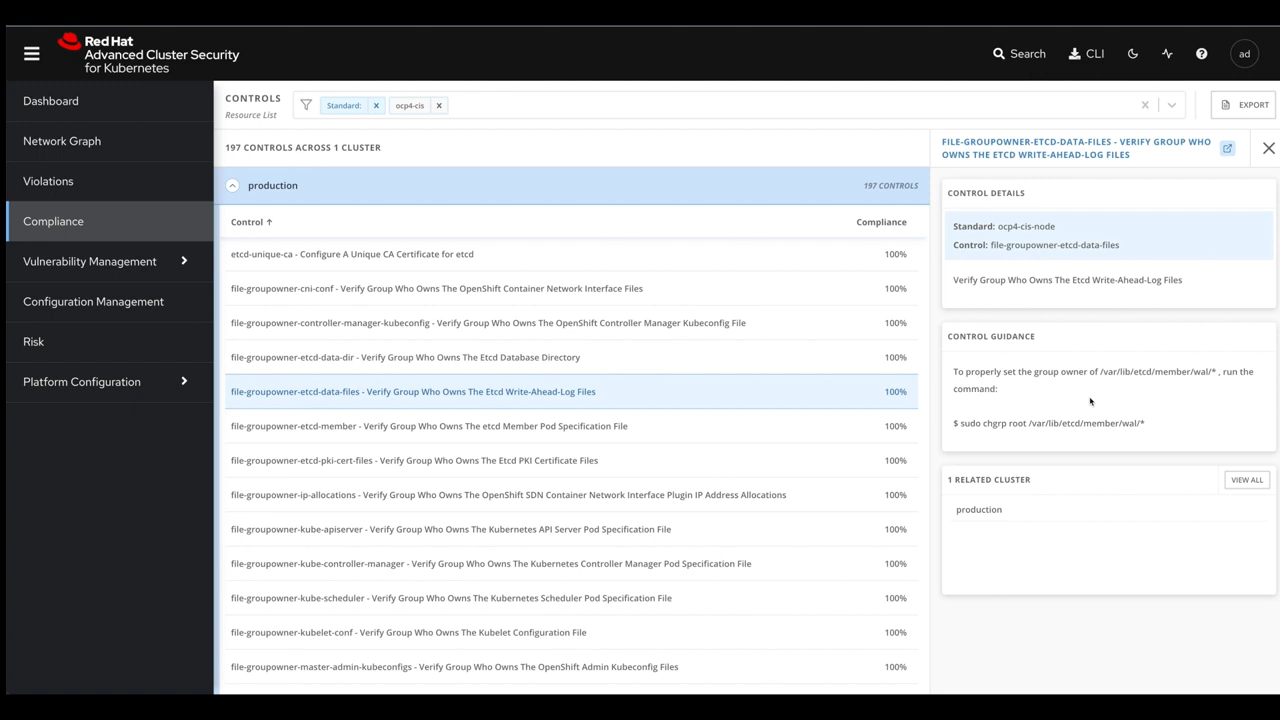 Red Hat
Advanced Cluster Security
for Kubernetes
Search
CLI
ad
Dashboard
Network Graph
Violations
Compliance
Vulnerability Management
Configuration Management
Risk
Platform Configuration
CONTROLS
Resource List
Standard:
ocp4-cis
EXPORT
197 CONTROLS ACROSS 1 CLUSTER
production 197 CONTROLS
Control Compliance
etcd-unique-ca - Configure A Unique CA Certificate for etcd 100%
file-groupowner-cni-conf - Verify Group Who Owns The OpenShift Container Network Interface Files 100%
file-groupowner-controller-manager-kubeconfig - Verify Group Who Owns The OpenShift Controller Manager Kubeconfig File 100%
file-groupowner-etcd-data-dir - Verify Group Who Owns The Etcd Database Directory 100%
file-groupowner-etcd-data-files - Verify Group Who Owns The Etcd Write-Ahead-Log Files 100%
file-groupowner-etcd-member - Verify Group Who Owns The etcd Member Pod Specification File 100%
file-groupowner-etcd-pki-cert-files - Verify Group Who Owns The Etcd PKI Certificate Files 100%
file-groupowner-ip-allocations - Verify Group Who Owns The OpenShift SDN Container Network Interface Plugin IP Address Allocations 100%
file-groupowner-kube-apiserver - Verify Group Who Owns The Kubernetes API Server Pod Specification File 100%
file-groupowner-kube-controller-manager - Verify Group Who Owns The Kubernetes Controller Manager Pod Specification File 100%
file-groupowner-kube-scheduler - Verify Group Who Owns The Kubernetes Scheduler Pod Specification File 100%
file-groupowner-kubelet-conf - Verify Group Who Owns The Kubelet Configuration File 100%
file-groupowner-master-admin-kubeconfigs - Verify Group Who Owns The OpenShift Admin Kubeconfig Files 100%
FILE-GROUPOWNER-ETCD-DATA-FILES - VERIFY GROUP WHO
OWNS THE ETCD WRITE-AHEAD-LOG FILES
CONTROL DETAILS
Standard: ocp4-cis-node
Control: file-groupowner-etcd-data-files
Verify Group Who Owns The Etcd Write-Ahead-Log Files
CONTROL GUIDANCE
To properly set the group owner of /var/lib/etcd/member/wal/* , run the
command:
$ sudo chgrp root /var/lib/etcd/member/wal/*
1 RELATED CLUSTER
VIEW ALL
production